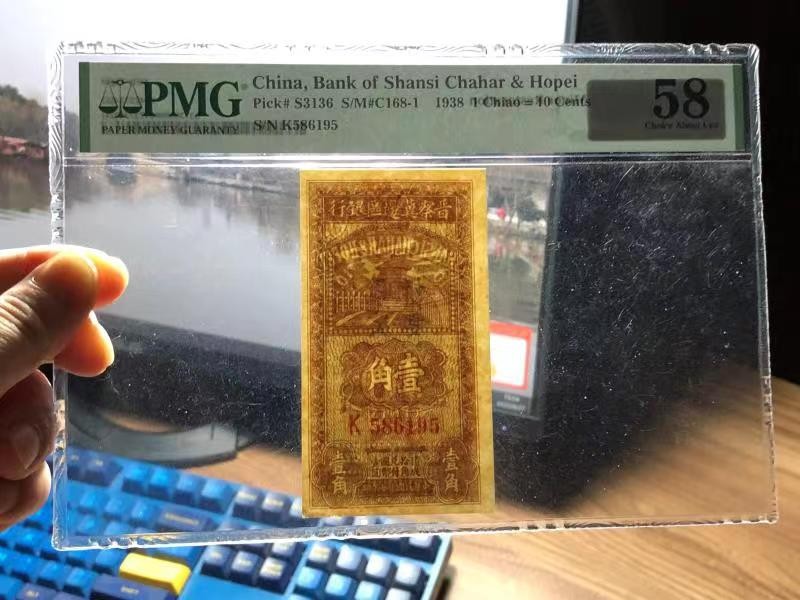 PMG
PAPER MONEY GUARANTY
China, Bank of Shansi Chahar & Hopei
Pick# S3136 S/M#C168-1 1938 1 Chiao = 10 Cents
S/N K586195
58
Choice About Unc
行銀區邊冀察晉
角壹
K 586195
壹角
壹角